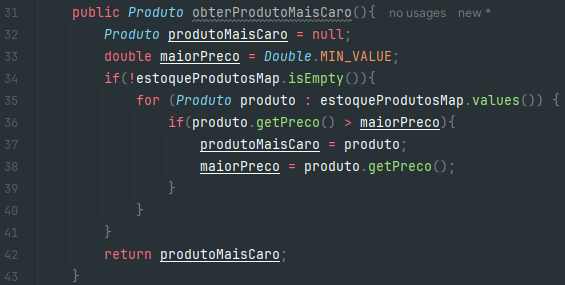 31 public Produto obterProdutoMaisCaro(){ no usages new *
32 Produto produtoMaisCaro = null;
33 double maiorPreco = Double.MIN_VALUE;
34 if(!estoqueProdutosMap.isEmpty()){
35 for (Produto produto : estoqueProdutosMap.values()) {
36 if(produto.getPreco() > maiorPreco){
37 produtoMaisCaro = produto;
38 maiorPreco = produto.getPreco();
39 }
40 }
41 }
42 return produtoMaisCaro;
43 }